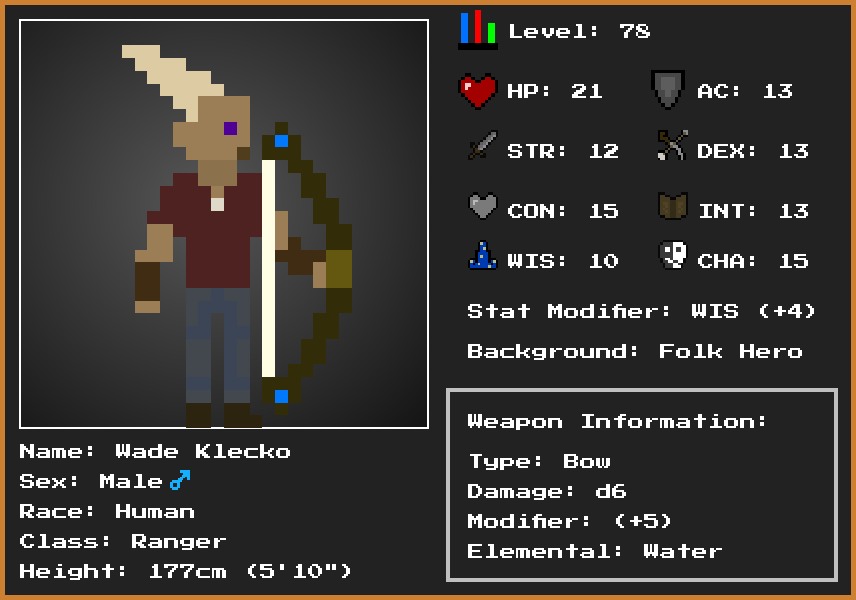 Level: 78
HP: 21 AC: 13
STR: 12 DEX: 13
CON: 15 INT: 13
WIS: 10 CHA: 15
Stat Modifier: WIS (+4)
Background: Folk Hero
Weapon Information:
Type: Bow
Damage: d6
Modifier: (+5)
Elemental: Water
Name: Wade Klecko
Sex: Male ♂
Race: Human
Class: Ranger
Height: 177cm (5'10")